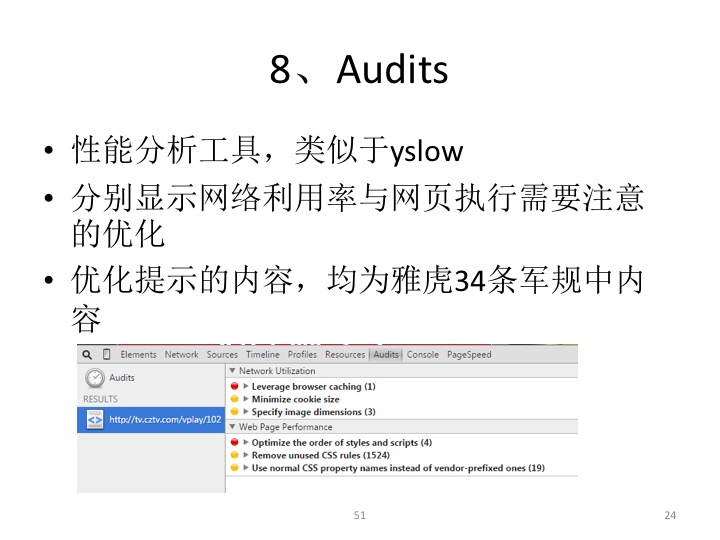 8、Audits
• 性能分析工具，类似于yslow
• 分别显示网络利用率与网页执行需要注意
的优化
• 优化提示的内容，均为雅虎34条军规中内
容
Elements Network Sources Timeline Profiles Resources Audits Console PageSpeed
Audits
RESULTS
http://tv.cztv.com/vplay/102
▼ Network Utilization
▶ Leverage browser caching (1)
▶ Minimize cookie size
▶ Specify image dimensions (3)
▼ Web Page Performance
▶ Optimize the order of styles and scripts (4)
▶ Remove unused CSS rules (1524)
▶ Use normal CSS property names instead of vendor-prefixed ones (19)
51
24